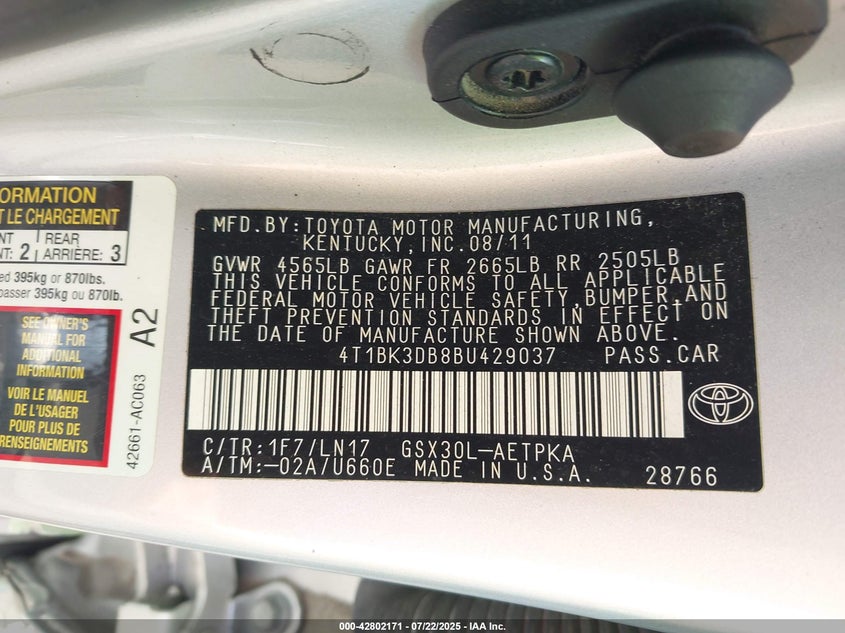 ORMATION
T LE CHARGEMENT
NT REAR
NT: 2 ARRIÈRE: 3
ed 395kg or 870lbs.
passer 395kg ou 870lb.
SEE OWNER'S
MANUAL FOR
ADDITIONAL
INFORMATION
VOIR LE MANUEL
DE L'USAGER
POUR PLUS DE
RENSEIGNEMENTS
A2
42661-AC063
MFD.BY:TOYOTA MOTOR MANUFACTURING,
KENTUCKY,INC.08/11
GVWR 4565LB GAWR FR 2665LB RR 2505LB
THIS VEHICLE CONFORMS TO ALL APPLICABLE
FEDERAL MOTOR VEHICLE SAFETY,BUMPER,AND
THEFT PREVENTION STANDARDS IN EFFECT ON
THE DATE OF MANUFACTURE SHOWN ABOVE.
4T1BK3DB8BU429037 PASS.CAR
C/TR:1F7/LN17 GSX30L-AETPKA
A/TM:-02A/U660E MADE IN U.S.A.
28766
000-42802171 - 07/22/2025 - IAA Inc.